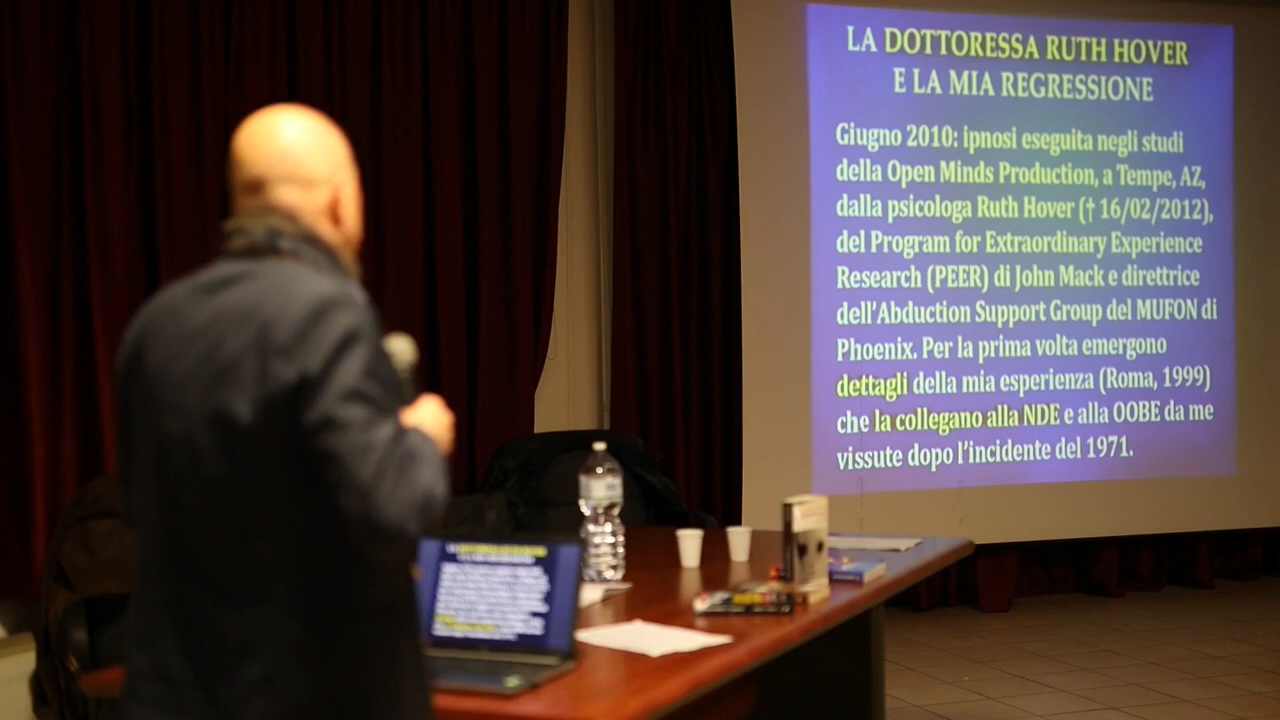 LA DOTTORESSA RUTH HOVER
E LA MIA REGRESSIONE
Giugno 2010: ipnosi eseguita negli studi
della Open Minds Production, a Tempe, AZ,
dalla psicologa Ruth Hover († 16/02/2012),
del Program for Extraordinary Experience
Research (PEER) di John Mack e direttrice
dell'Abduction Support Group del MUFON di
Phoenix. Per la prima volta emergono
dettagli della mia esperienza (Roma, 1999)
che la collegano alla NDE e alla OOBE da me
vissute dopo l'incidente del 1971.